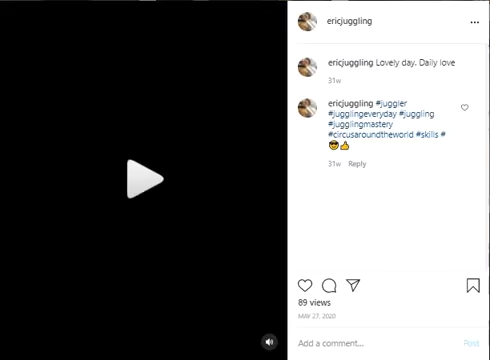 ericjuggling
ericjuggling Lovely day. Daily love
31w
ericjuggling #juggler
#jugglingeveryday #juggling
#jugglingmastery
#circusaroundtheworld #skills #
😎👍
31w Reply
89 views
MAY 27, 2020
Add a comment... Post